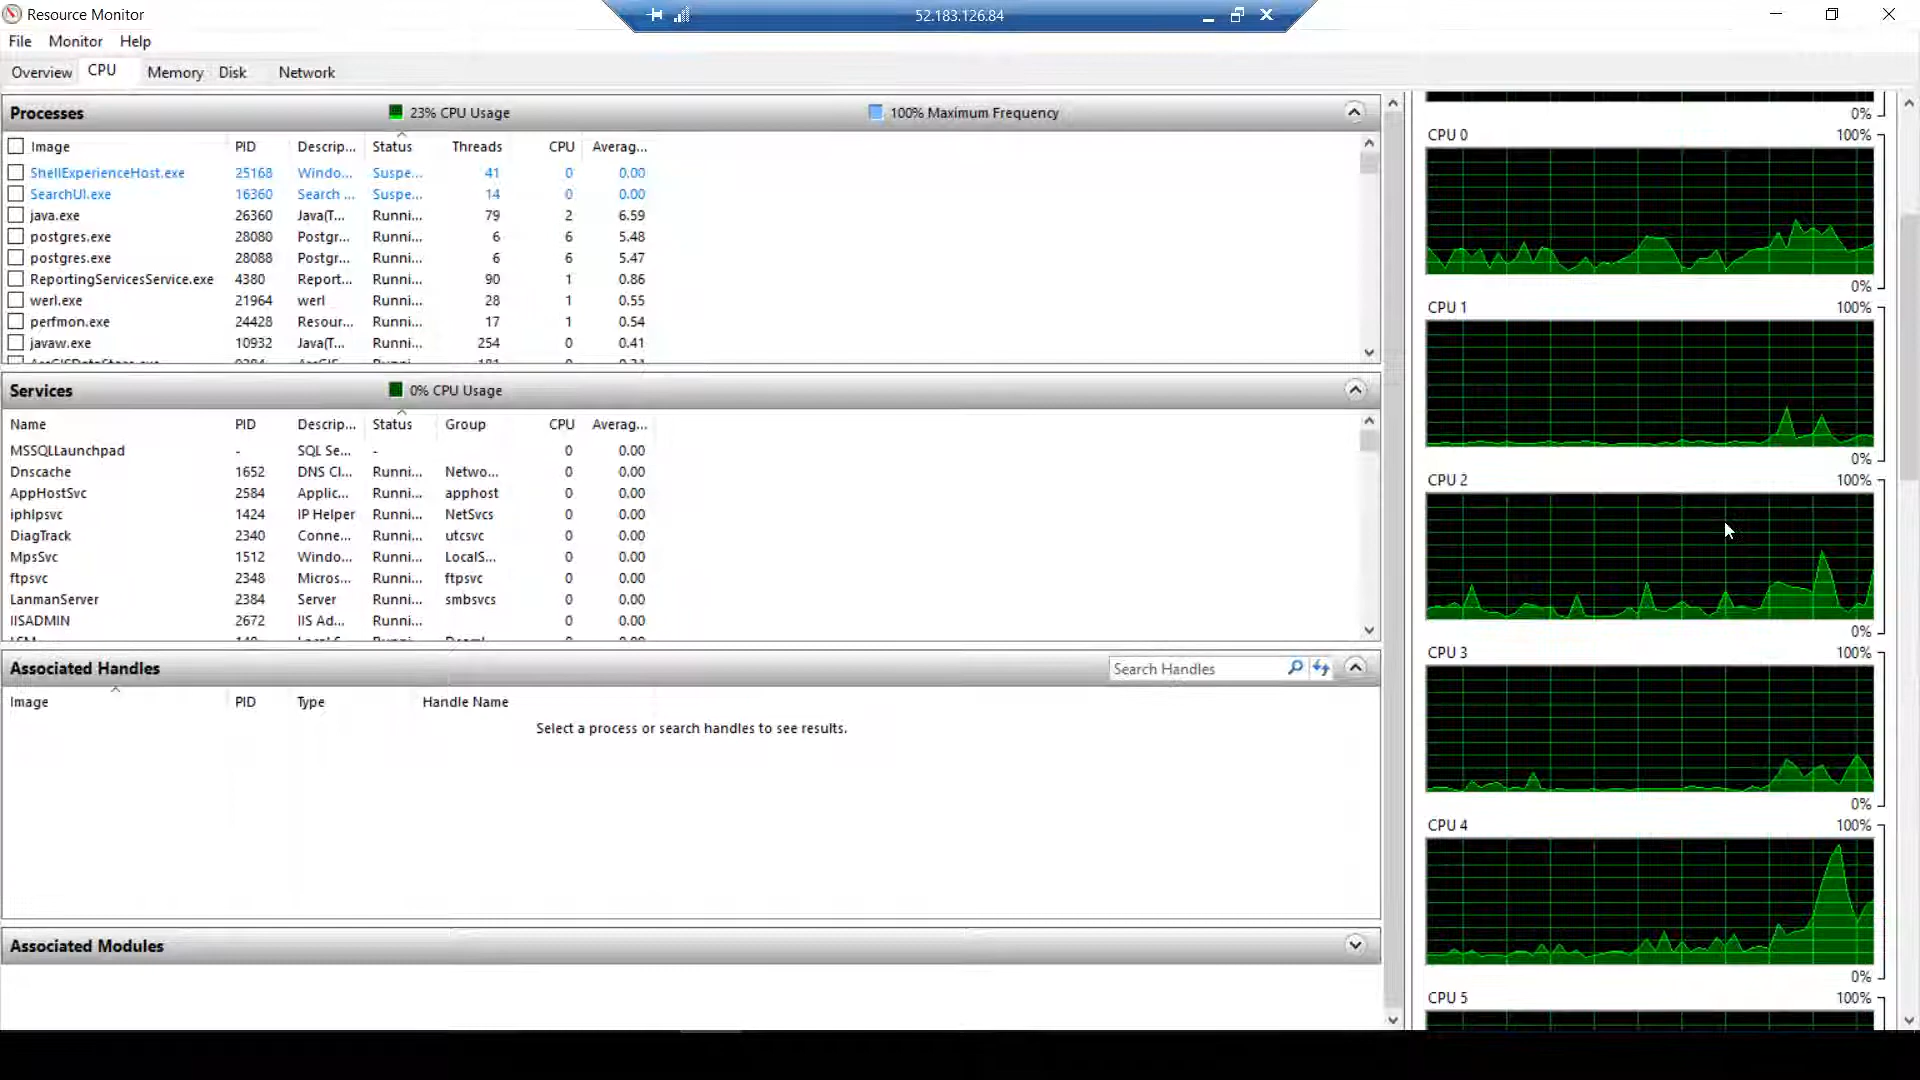 Resource Monitor
52.183.126.84
File Monitor Help
Overview CPU Memory Disk Network
Processes 23% CPU Usage 100% Maximum Frequency
Image PID Descrip... Status Threads CPU Averag...
ShellExperienceHost.exe 25168 Windo... Suspe... 41 0 0.00
SearchUI.exe 16360 Search ... Suspe... 14 0 0.00
java.exe 26360 Java(T... Runni... 79 2 6.59
postgres.exe 28080 Postgr... Runni... 6 6 5.48
postgres.exe 28088 Postgr... Runni... 6 6 5.47
ReportingServicesService.exe 4380 Report... Runni... 90 1 0.86
werl.exe 21964 werl Runni... 28 1 0.55
perfmon.exe 24428 Resour... Runni... 17 1 0.54
javaw.exe 10932 Java(T... Runni... 254 0 0.41
Services 0% CPU Usage
Name PID Descrip... Status Group CPU Averag...
MSSQLLaunchpad - SQL Se... - 0 0.00
Dnscache 1652 DNS Cl... Runni... Netwo... 0 0.00
AppHostSvc 2584 Applic... Runni... apphost 0 0.00
iphlpsvc 1424 IP Helper Runni... NetSvcs 0 0.00
DiagTrack 2340 Conne... Runni... utcsvc 0 0.00
MpsSvc 1512 Windo... Runni... LocalS... 0 0.00
ftpsvc 2348 Micros... Runni... ftpsvc 0 0.00
LanmanServer 2384 Server Runni... smbsvcs 0 0.00
IISADMIN 2672 IIS Ad... Runni... 0 0.00
Associated Handles Search Handles
Image PID Type Handle Name
Select a process or search handles to see results.
Associated Modules
0%
CPU 0 100%
0%
CPU 1 100%
0%
CPU 2 100%
0%
CPU 3 100%
0%
CPU 4 100%
0%
CPU 5 100%